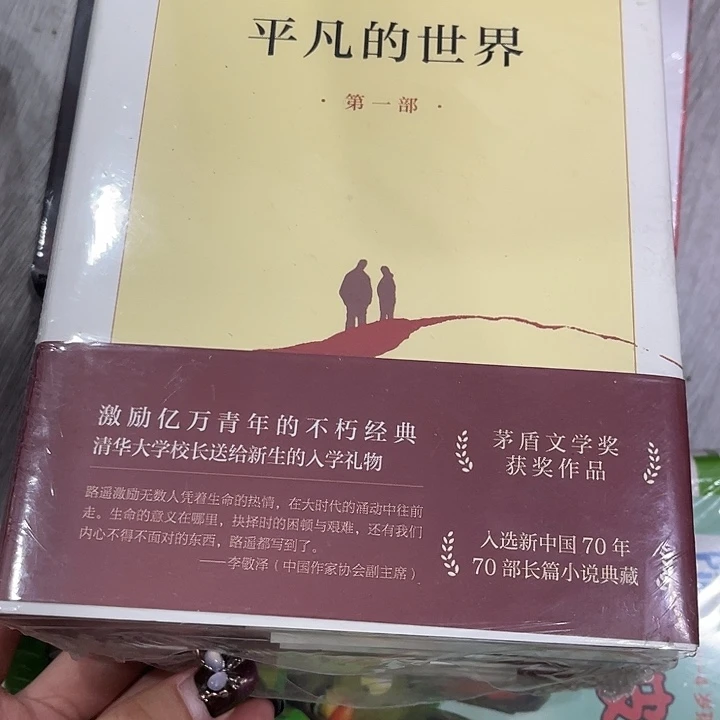 平凡的世界
· 第一部 ·
激励亿万青年的不朽经典
清华大学校长送给新生的入学礼物
路遥激励无数人凭着生命的热情，在大时代的涌动中往前
走。生命的意义在哪里，抉择时的困顿与艰难，还有我们
内心不得不面对的东西，路遥都写到了。
——李敬泽（中国作家协会副主席）
茅盾文学奖
获奖作品
入选新中国70年
70部长篇小说典藏